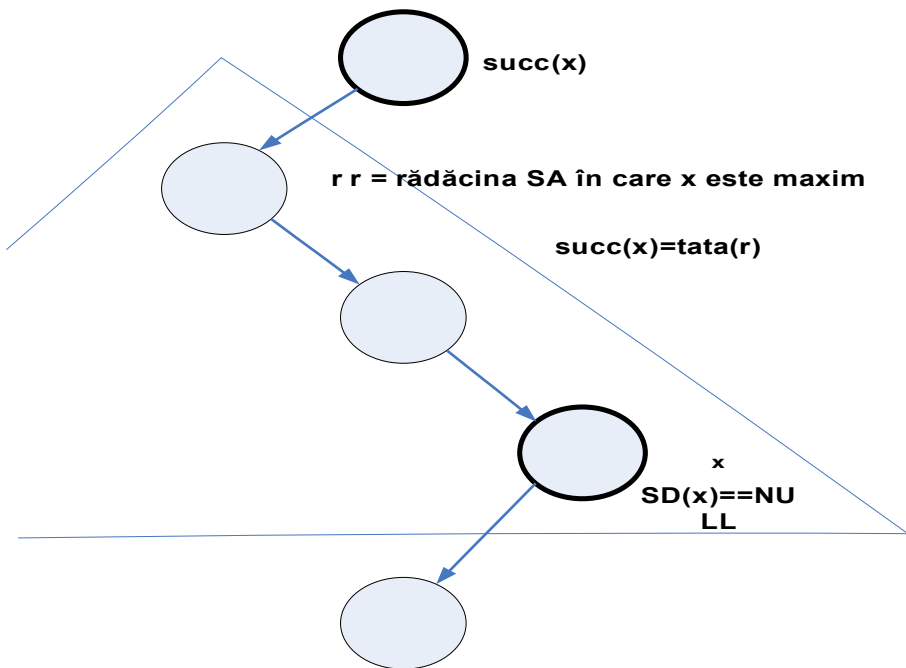 succ(x)
r r = rădăcina SA în care x este maxim
succ(x)=tata(r)
x
SD(x)==NU
LL